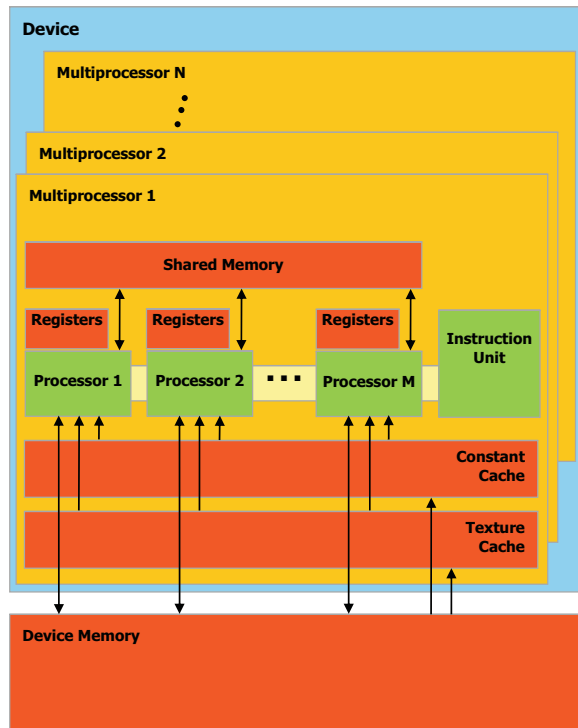 Device
Multiprocessor N
Multiprocessor 2
Multiprocessor 1
Shared Memory
Registers
Registers
Registers
Instruction
Unit
Processor 1
Processor 2
Processor M
Constant
Cache
Texture
Cache
Device Memory